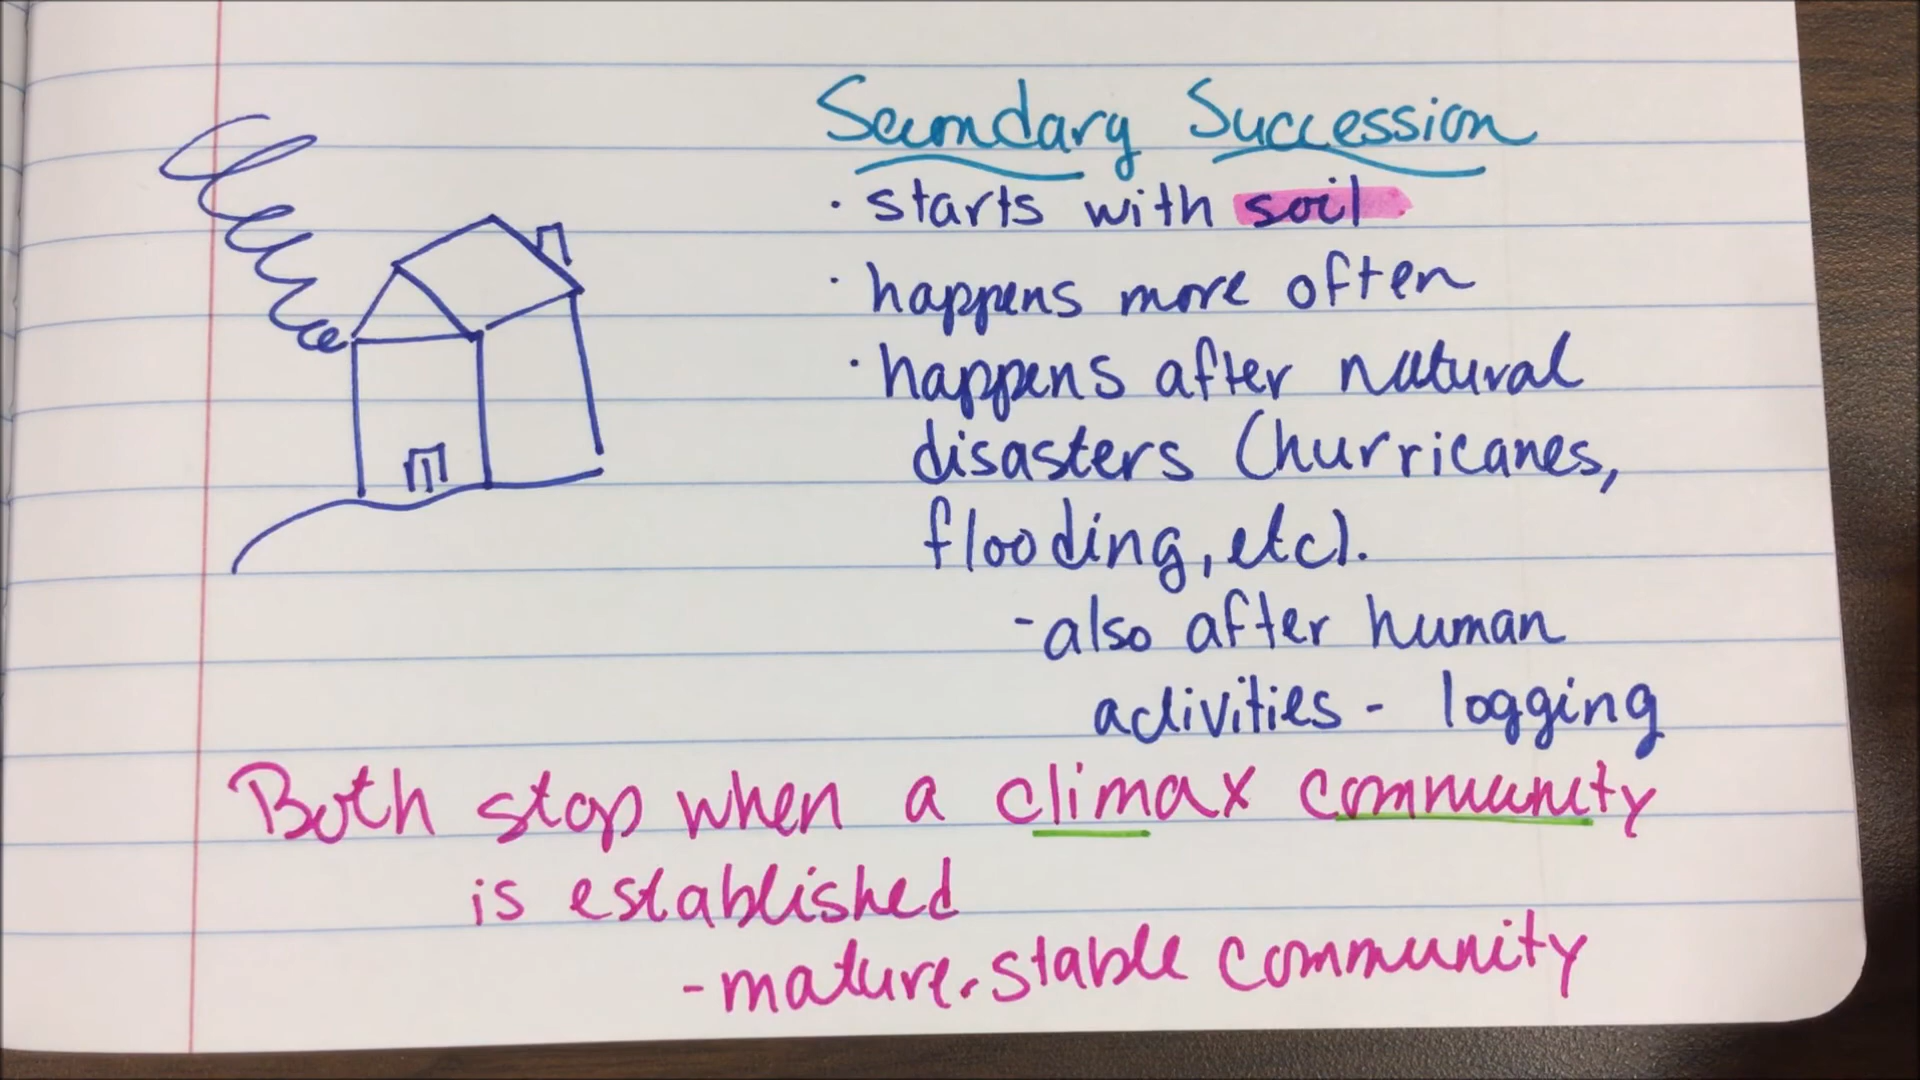 Secondary Succession
· starts with soil
· happens more often
· happens after natural
disasters (hurricanes,
flooding, etc).
- also after human
activities - logging
Both stop when a climax community
is established
- mature, stable community